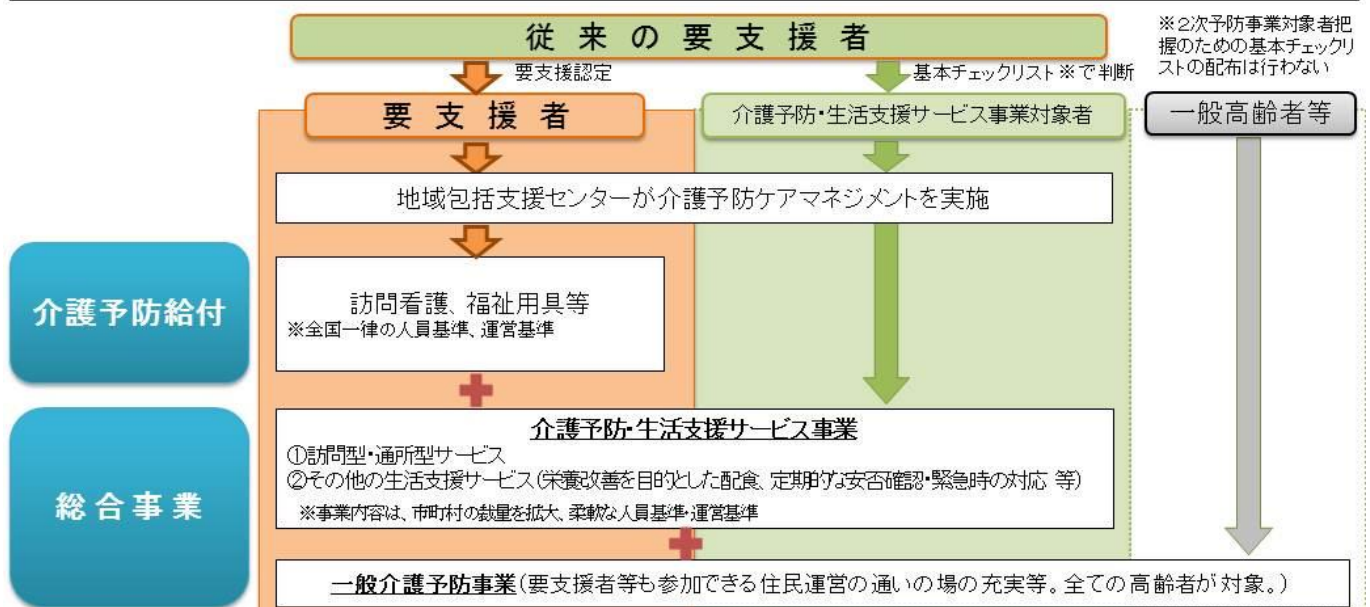 従来の要支援者
※２次予防事業対象者把
握のための基本チェックリ
ストの配布は行わない
要支援認定
基本チェックリスト※で判断
要支援者
介護予防・生活支援サービス事業対象者
一般高齢者等
地域包括支援センターが介護予防ケアマネジメントを実施
介護予防給付
訪問看護、福祉用具等
※全国一律の人員基準、運営基準
総合事業
介護予防・生活支援サービス事業
①訪問型・通所型サービス
②その他の生活支援サービス（栄養改善を目的とした配食、定期的な安否確認・緊急時の対応 等）
※事業内容は、市町村の裁量を拡大、柔軟な人員基準・運営基準
一般介護予防事業（要支援者等も参加できる住民運営の通いの場の充実等。全ての高齢者が対象。）